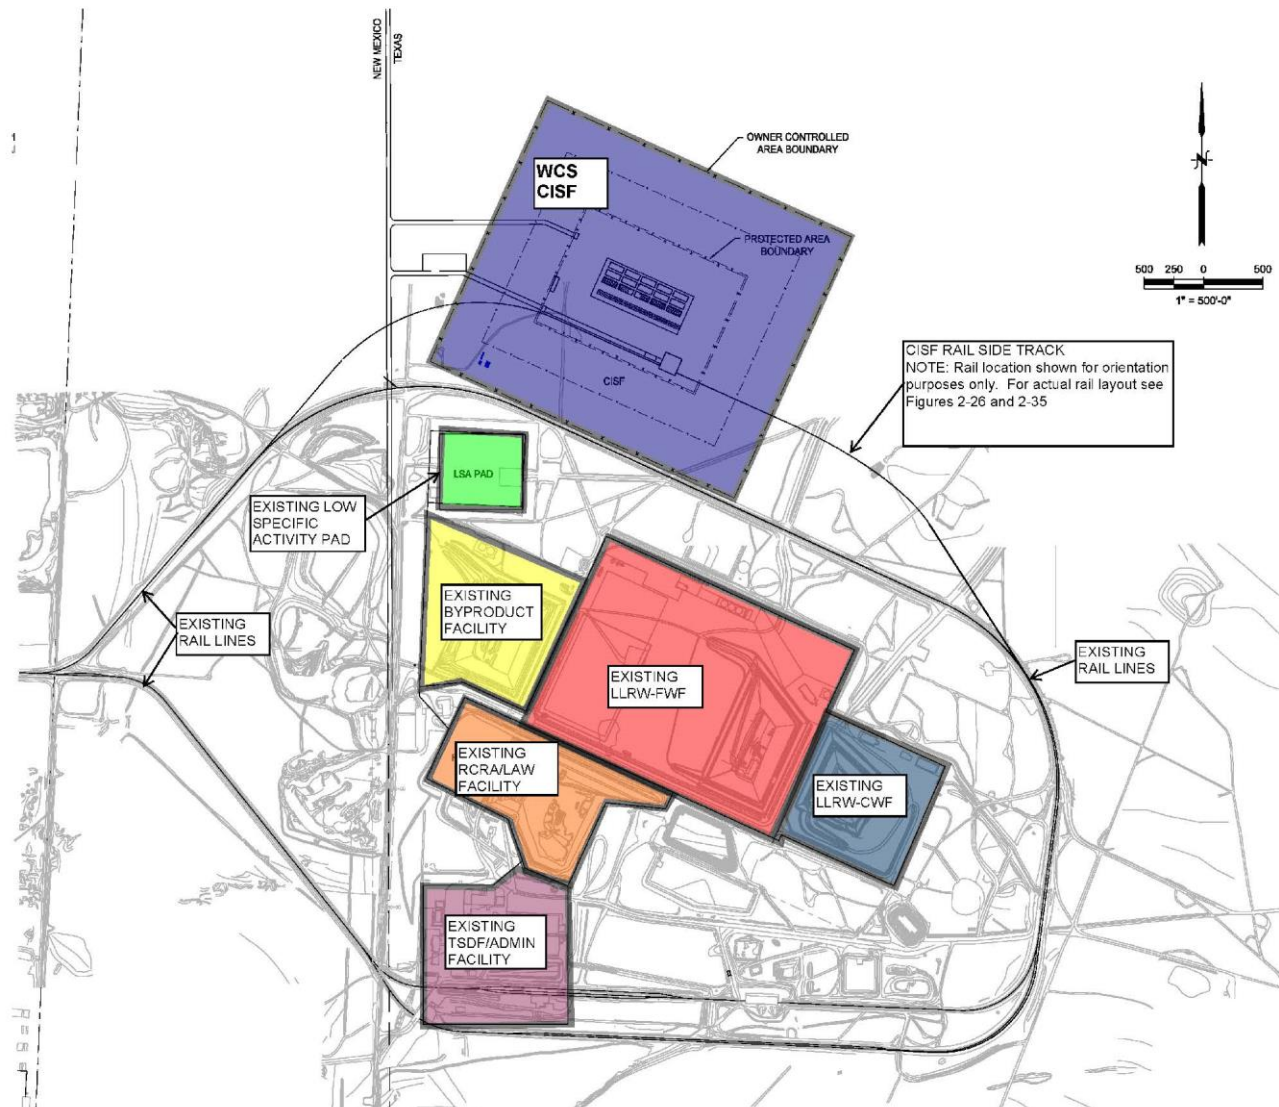 NEW MEXICO
TEXAS
OWNER CONTROLLED
AREA BOUNDARY
WCS
CISF
PROTECTED AREA
BOUNDARY
N
500 250 0 500
1" = 500'-0"
CISF
CISF RAIL SIDE TRACK
NOTE: Rail location shown for orientation
purposes only. For actual rail layout see
Figures 2-26 and 2-35
LSA PAD
EXISTING LOW
SPECIFIC
ACTIVITY PAD
EXISTING
BYPRODUCT
FACILITY
EXISTING
RAIL LINES
EXISTING
LLRW-FWF
EXISTING
RAIL LINES
EXISTING
RCRA/LAW
FACILITY
EXISTING
LLRW-CWF
EXISTING
TSDF/ADMIN
FACILITY